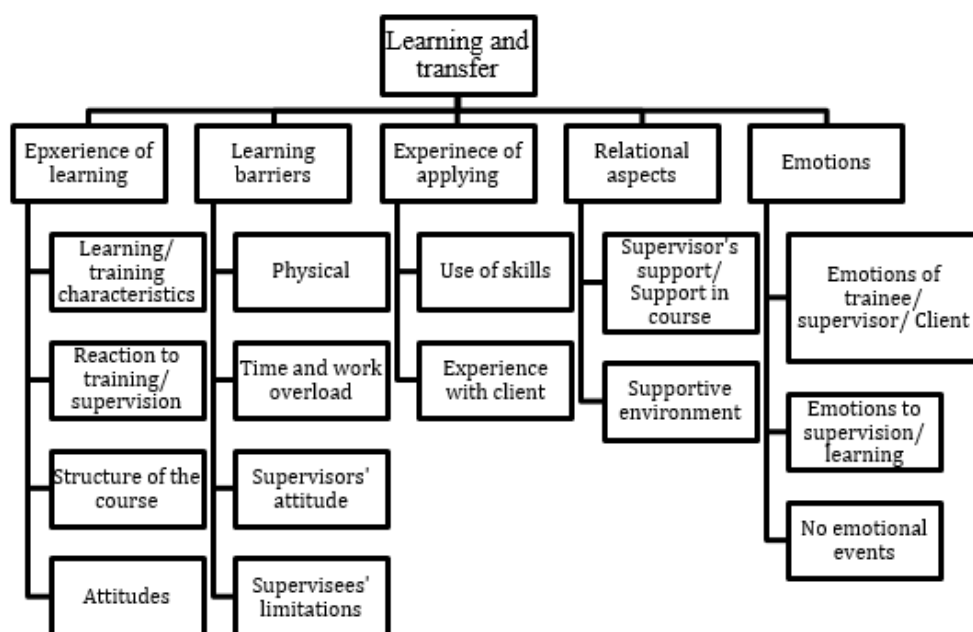 Learning and
transfer
Epxerience of
learning
Learning/
training
characteristics
Reaction to
training/
supervision
Structure of the
course
Attitudes
Learning
barriers
Physical
Time and work
overload
Supervisors'
attitude
Supervisees'
limitations
Experinece of
applying
Use of skills
Experience
with client
Relational
aspects
Supervisor's
support/
Support in
course
Supportive
environment
Emotions
Emotions of
trainee/
supervisor/ Client
Emotions to
supervision/
learning
No emotional
events